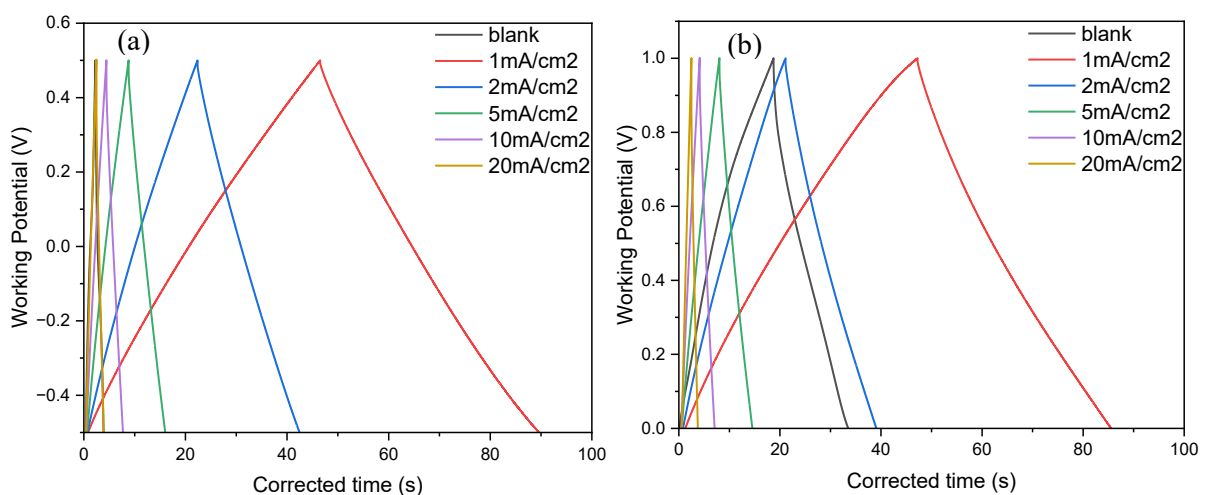 (a)
blank
1mA/cm2
2mA/cm2
5mA/cm2
10mA/cm2
20mA/cm2
Working Potential (V)
0.6
0.4
0.2
0.0
−0.2
−0.4
0
20
40
60
80
100
Corrected time (s)
(b)
blank
1mA/cm2
2mA/cm2
5mA/cm2
10mA/cm2
20mA/cm2
Working Potential (V)
1.0
0.8
0.6
0.4
0.2
0.0
0
20
40
60
80
100
Corrected time (s)